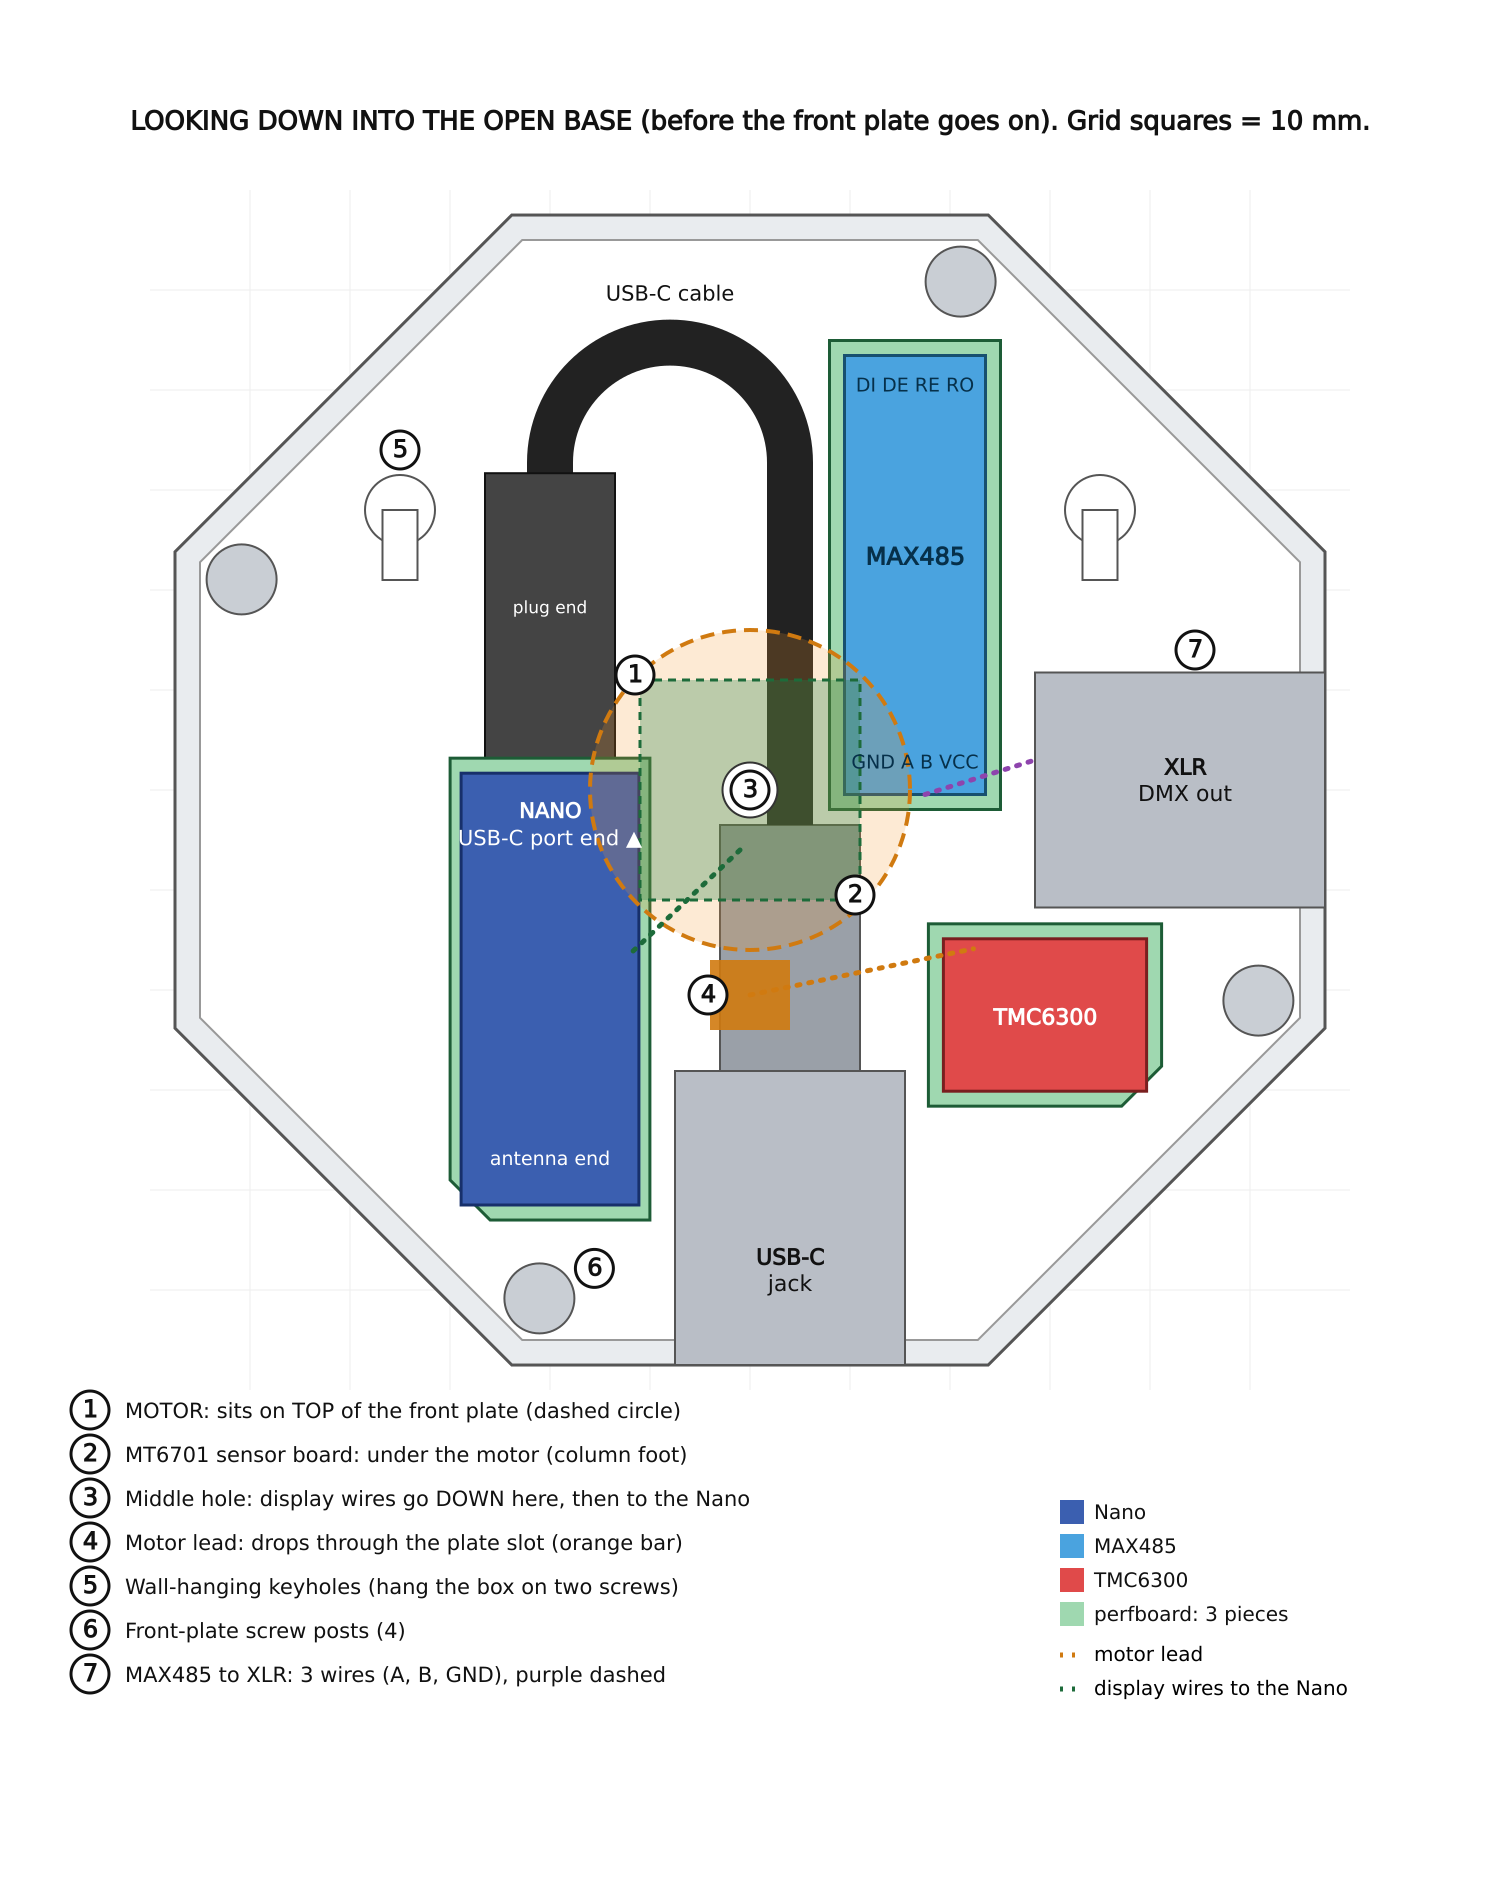 LOOKING DOWN INTO THE OPEN BASE (before the front plate goes on). Grid squares = 10 mm.
USB-C cable
DI DE RE RO
5
MAX485
plug end
7
1
GND A B VCC
XLR
DMX out
3
NANO
USB-C port end ▲
2
4
TMC6300
antenna end
USB-C
jack
6
1 MOTOR: sits on TOP of the front plate (dashed circle)
2 MT6701 sensor board: under the motor (column foot)
3 Middle hole: display wires go DOWN here, then to the Nano
4 Motor lead: drops through the plate slot (orange bar)
5 Wall-hanging keyholes (hang the box on two screws)
6 Front-plate screw posts (4)
7 MAX485 to XLR: 3 wires (A, B, GND), purple dashed
Nano
MAX485
TMC6300
perfboard: 3 pieces
motor lead
display wires to the Nano